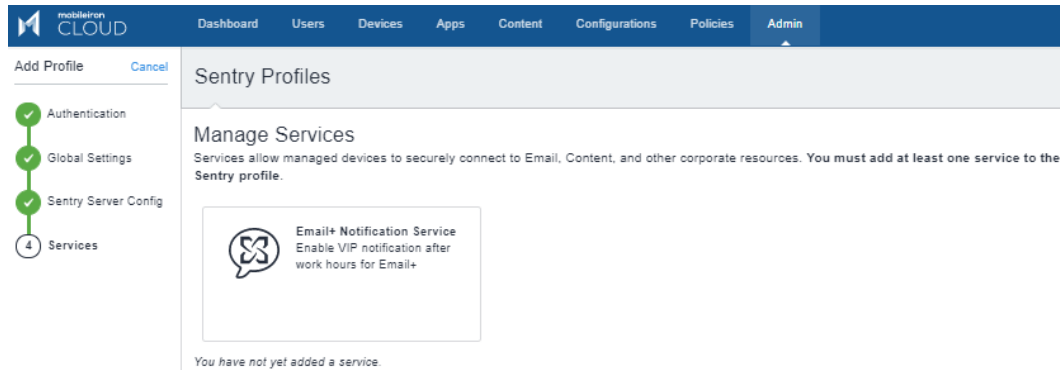 mobileiron
CLOUD
Dashboard Users Devices Apps Content Configurations Policies Admin
Add Profile Cancel
Authentication
Global Settings
Sentry Server Config
4 Services
Sentry Profiles
Manage Services
Services allow managed devices to securely connect to Email, Content, and other corporate resources. You must add at least one service to the
Sentry profile.
Email+ Notification Service
Enable VIP notification after
work hours for Email+
You have not yet added a service.